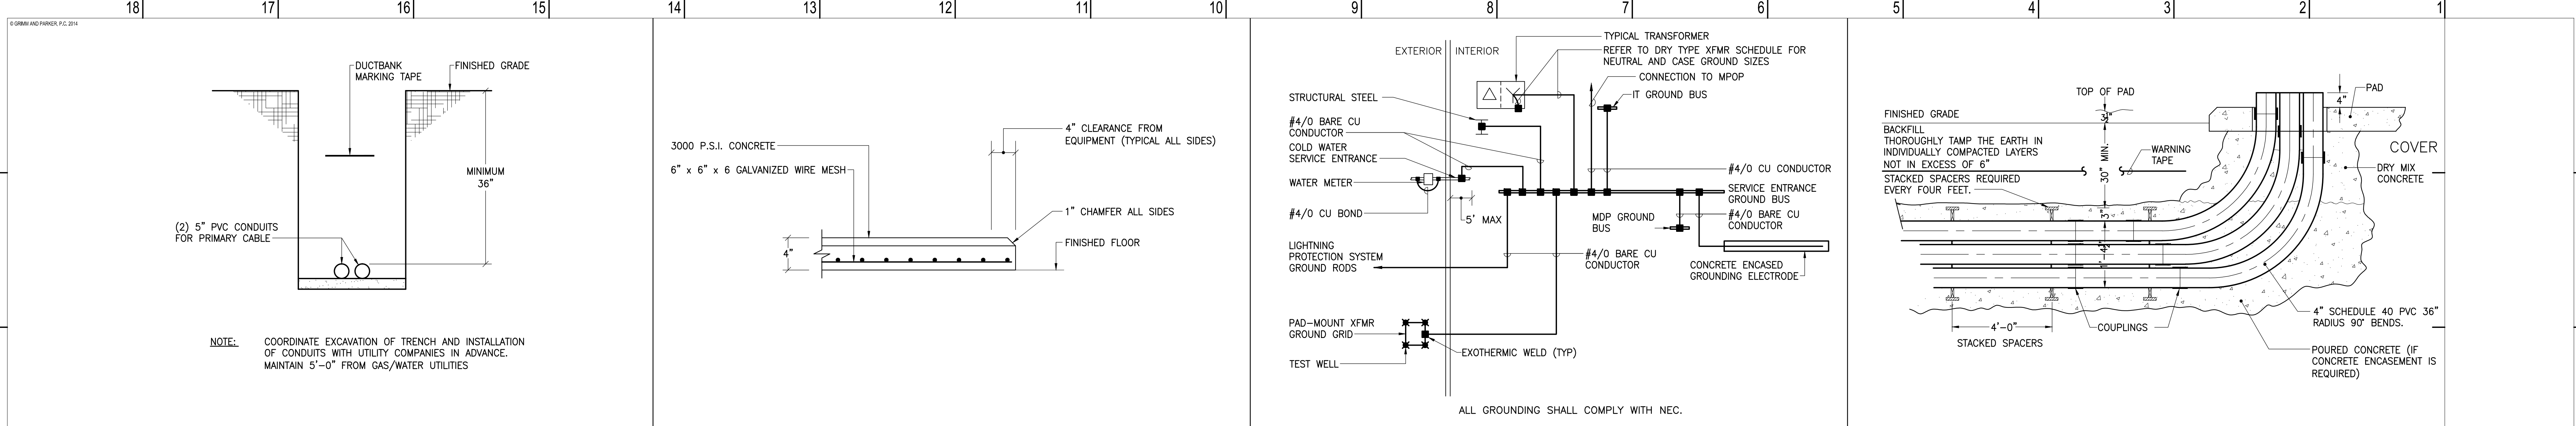 18
17
16
15
14
13
12
11
10
9
8
7
6
5
4
3
2
1
© GRIMM AND PARKER, P.C. 2014
DUCTBANK
MARKING TAPE
FINISHED GRADE
MINIMUM
36"
(2) 5" PVC CONDUITS
FOR PRIMARY CABLE
NOTE:
COORDINATE EXCAVATION OF TRENCH AND INSTALLATION
OF CONDUITS WITH UTILITY COMPANIES IN ADVANCE.
MAINTAIN 5'-0" FROM GAS/WATER UTILITIES
3000 P.S.I. CONCRETE
6" x 6" x 6 GALVANIZED WIRE MESH
4" CLEARANCE FROM
EQUIPMENT (TYPICAL ALL SIDES)
1" CHAMFER ALL SIDES
FINISHED FLOOR
4"
EXTERIOR
INTERIOR
TYPICAL TRANSFORMER
REFER TO DRY TYPE XFMR SCHEDULE FOR
NEUTRAL AND CASE GROUND SIZES
CONNECTION TO MPOP
IT GROUND BUS
STRUCTURAL STEEL
#4/0 BARE CU
CONDUCTOR
COLD WATER
SERVICE ENTRANCE
WATER METER
#4/0 CU BOND
5' MAX
#4/0 CU CONDUCTOR
SERVICE ENTRANCE
GROUND BUS
MDP GROUND
BUS
#4/0 BARE CU
CONDUCTOR
LIGHTNING
PROTECTION SYSTEM
GROUND RODS
#4/0 BARE CU
CONDUCTOR
CONCRETE ENCASED
GROUNDING ELECTRODE
PAD-MOUNT XFMR
GROUND GRID
TEST WELL
EXOTHERMIC WELD (TYP)
ALL GROUNDING SHALL COMPLY WITH NEC.
TOP OF PAD
4"
PAD
3½"
FINISHED GRADE
BACKFILL
THOROUGHLY TAMP THE EARTH IN
INDIVIDUALLY COMPACTED LAYERS
NOT IN EXCESS OF 6"
STACKED SPACERS REQUIRED
EVERY FOUR FEET.
30" MIN.
WARNING
TAPE
COVER
DRY MIX
CONCRETE
3"
4'-0"
COUPLINGS
STACKED SPACERS
4" SCHEDULE 40 PVC 36"
RADIUS 90° BENDS.
POURED CONCRETE (IF
CONCRETE ENCASEMENT IS
REQUIRED)